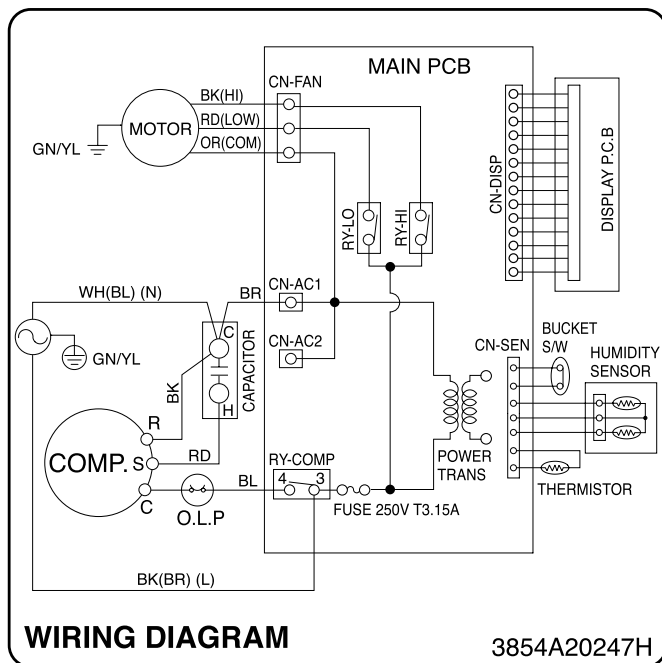 MAIN PCB
CN-FAN
BK(HI)
RD(LOW)
OR(COM)
MOTOR
GN/YL
CN-DISP
DISPLAY P.C.B
RY-LO
RY-HI
WH(BL) (N)
BR
CN-AC1
CN-AC2
C
H
CAPACITOR
GN/YL
BK
R
COMP.
S
RD
C
O.L.P
BL
RY-COMP
4
3
FUSE 250V T3.15A
POWER
TRANS
CN-SEN
BUCKET
S/W
HUMIDITY
SENSOR
THERMISTOR
BK(BR) (L)
WIRING DIAGRAM
3854A20247H